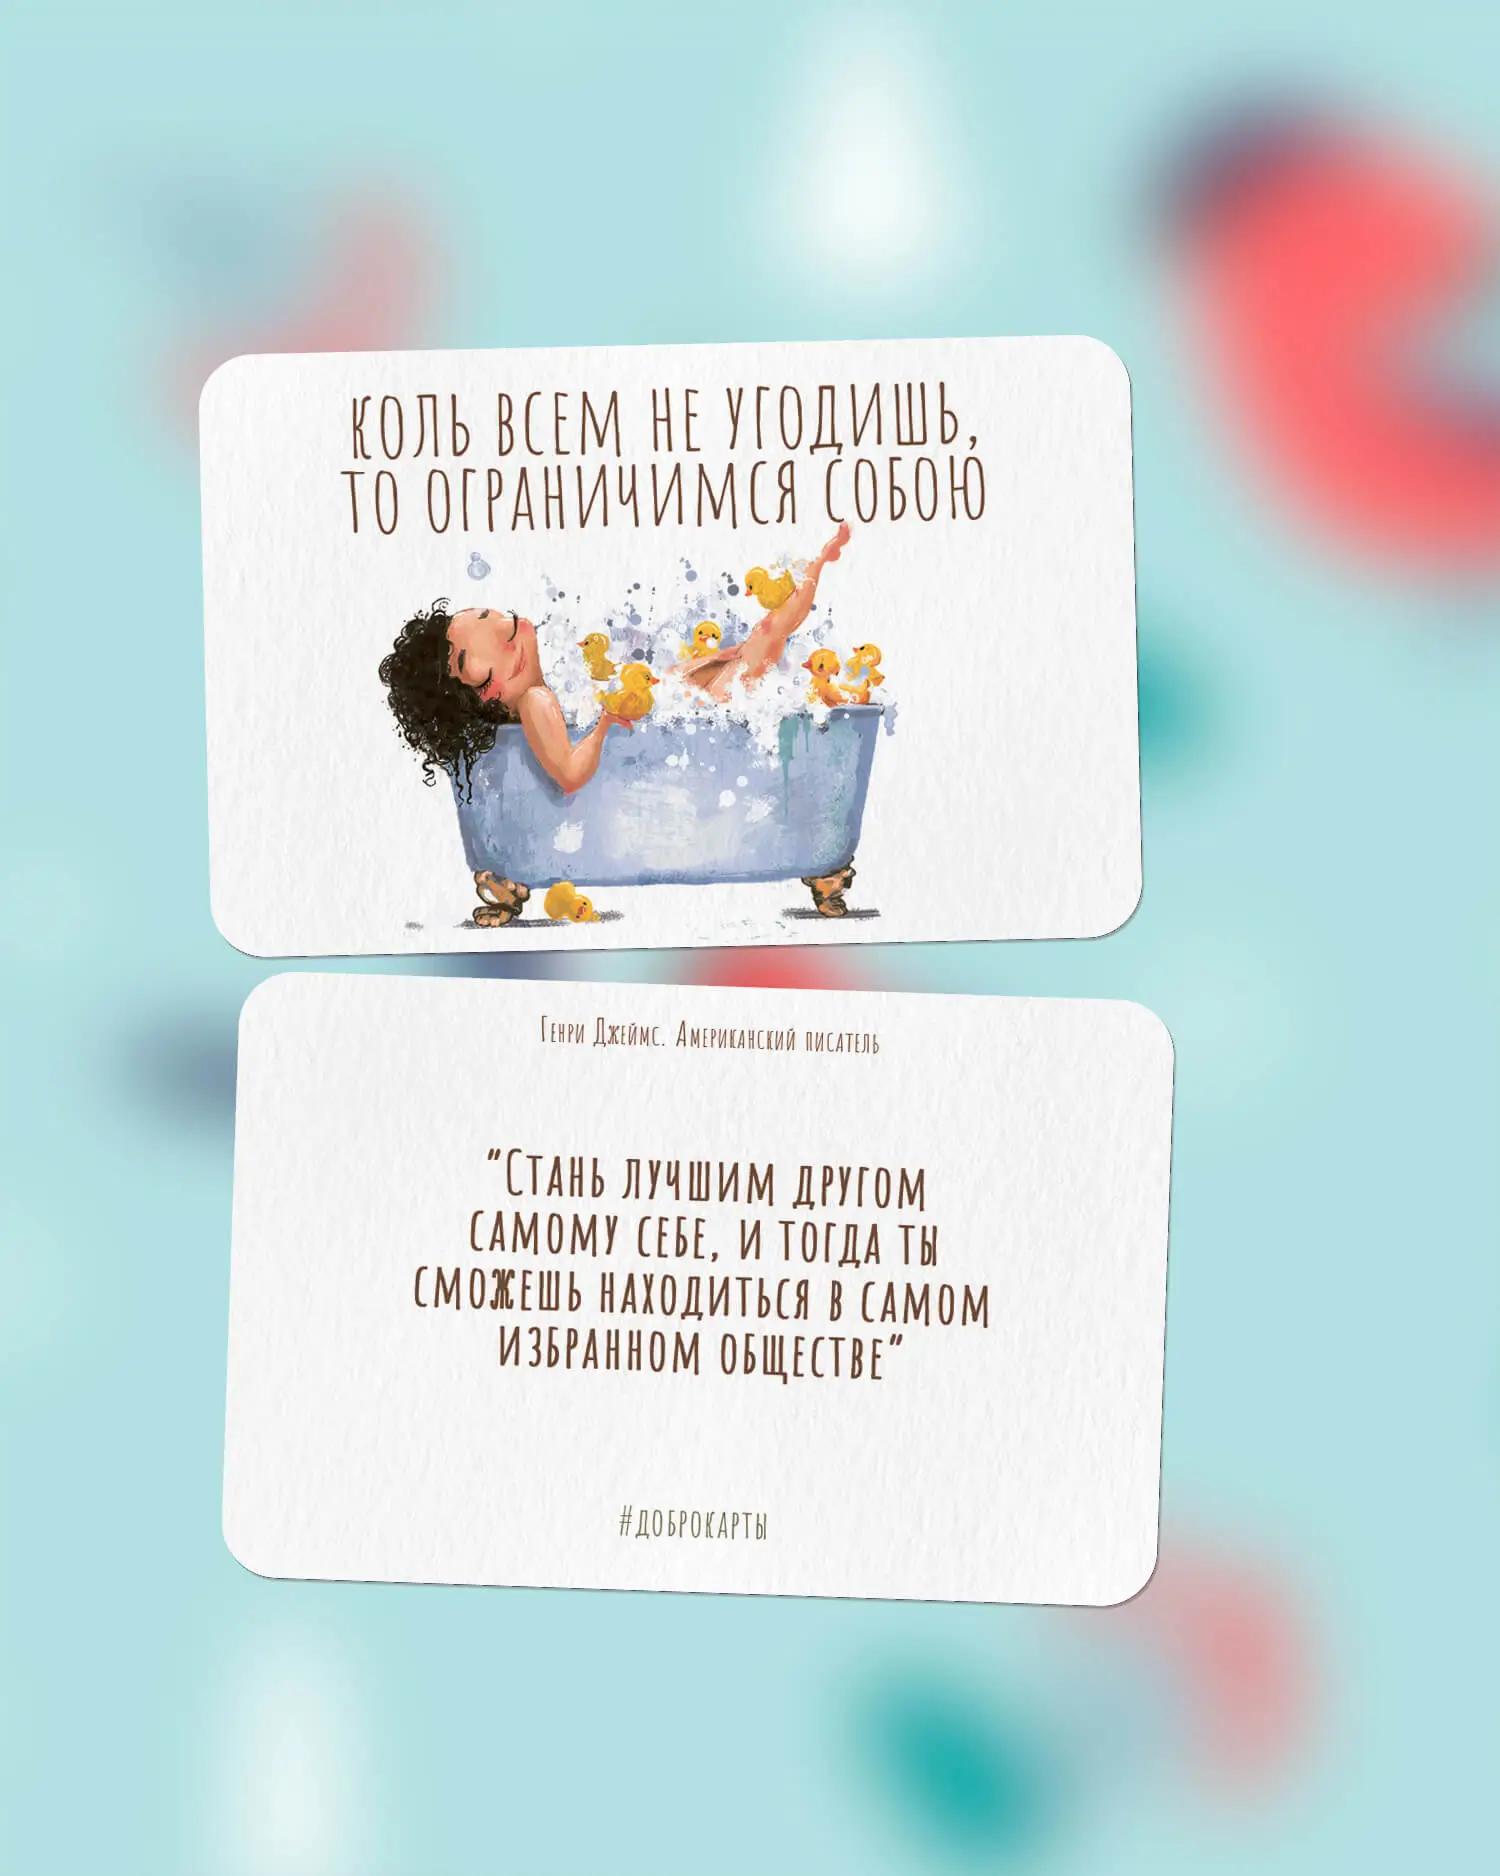 КОЛЬ ВСЕМ НЕ УГОДИШЬ,
ТО ОГРАНИЧИМСЯ СОБОЮ
Генри Джеймс. Американский писатель
"Стань лучшим другом
самому себе, и тогда ты
сможешь находиться в самом
избранном обществе"
#ДОБРОКАРТЫ